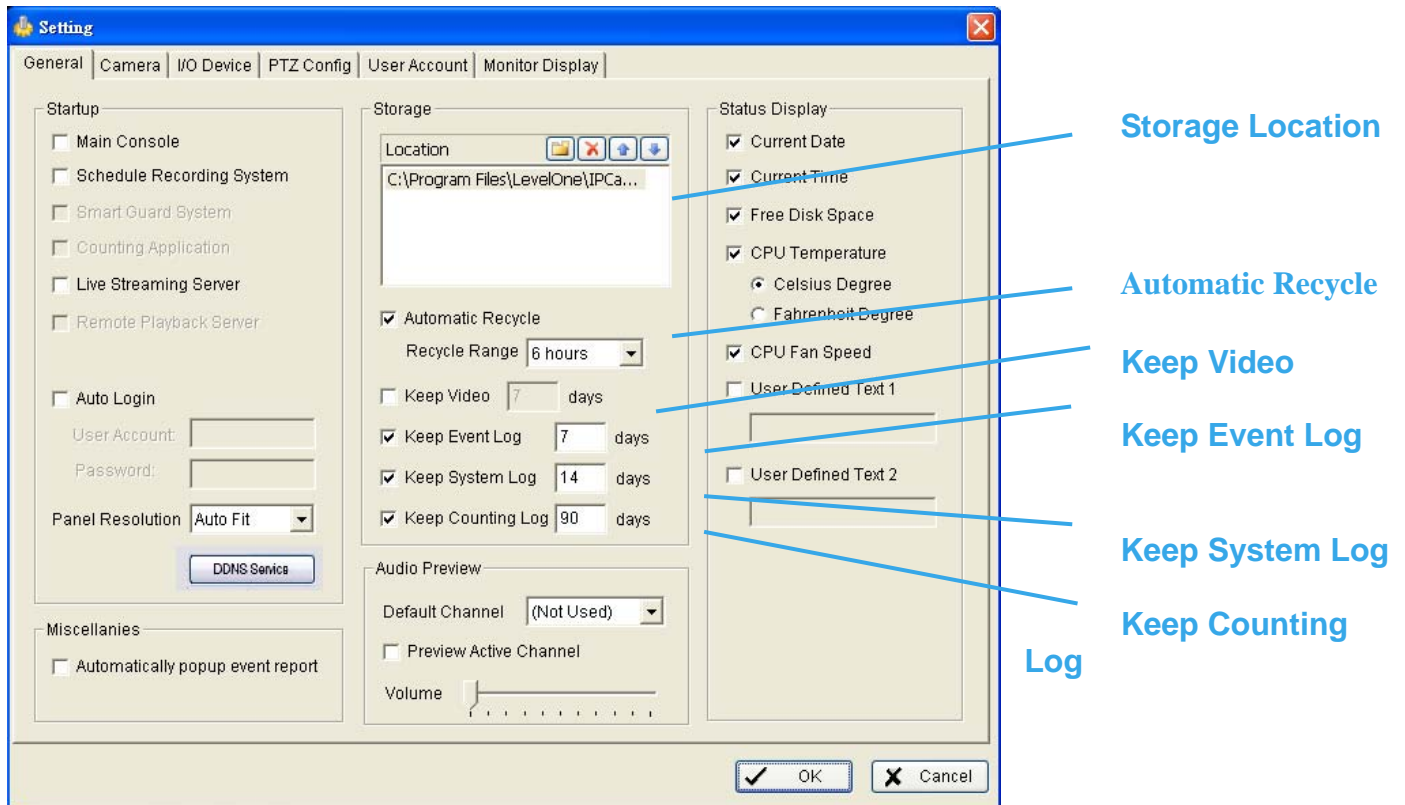 Setting
General Camera I/O Device PTZ Config User Account Monitor Display
Startup
Main Console
Schedule Recording System
Smart Guard System
Counting Application
Live Streaming Server
Remote Playback Server
Auto Login
User Account:
Password:
Panel Resolution Auto Fit
DDNS Service
Miscellanies
Automatically popup event report
Storage
Location
C:\Program Files\LevelOne\IPCa...
Automatic Recycle
Recycle Range 6 hours
Keep Video 7 days
Keep Event Log 7 days
Keep System Log 14 days
Keep Counting Log 90 days
Audio Preview
Default Channel (Not Used)
Preview Active Channel
Volume
Status Display
Current Date
Current Time
Free Disk Space
CPU Temperature
Celsius Degree
Fahrenheit Degree
CPU Fan Speed
User Defined Text 1
User Defined Text 2
OK Cancel
Storage Location
Automatic Recycle
Keep Video
Keep Event Log
Keep System Log
Keep Counting
Log